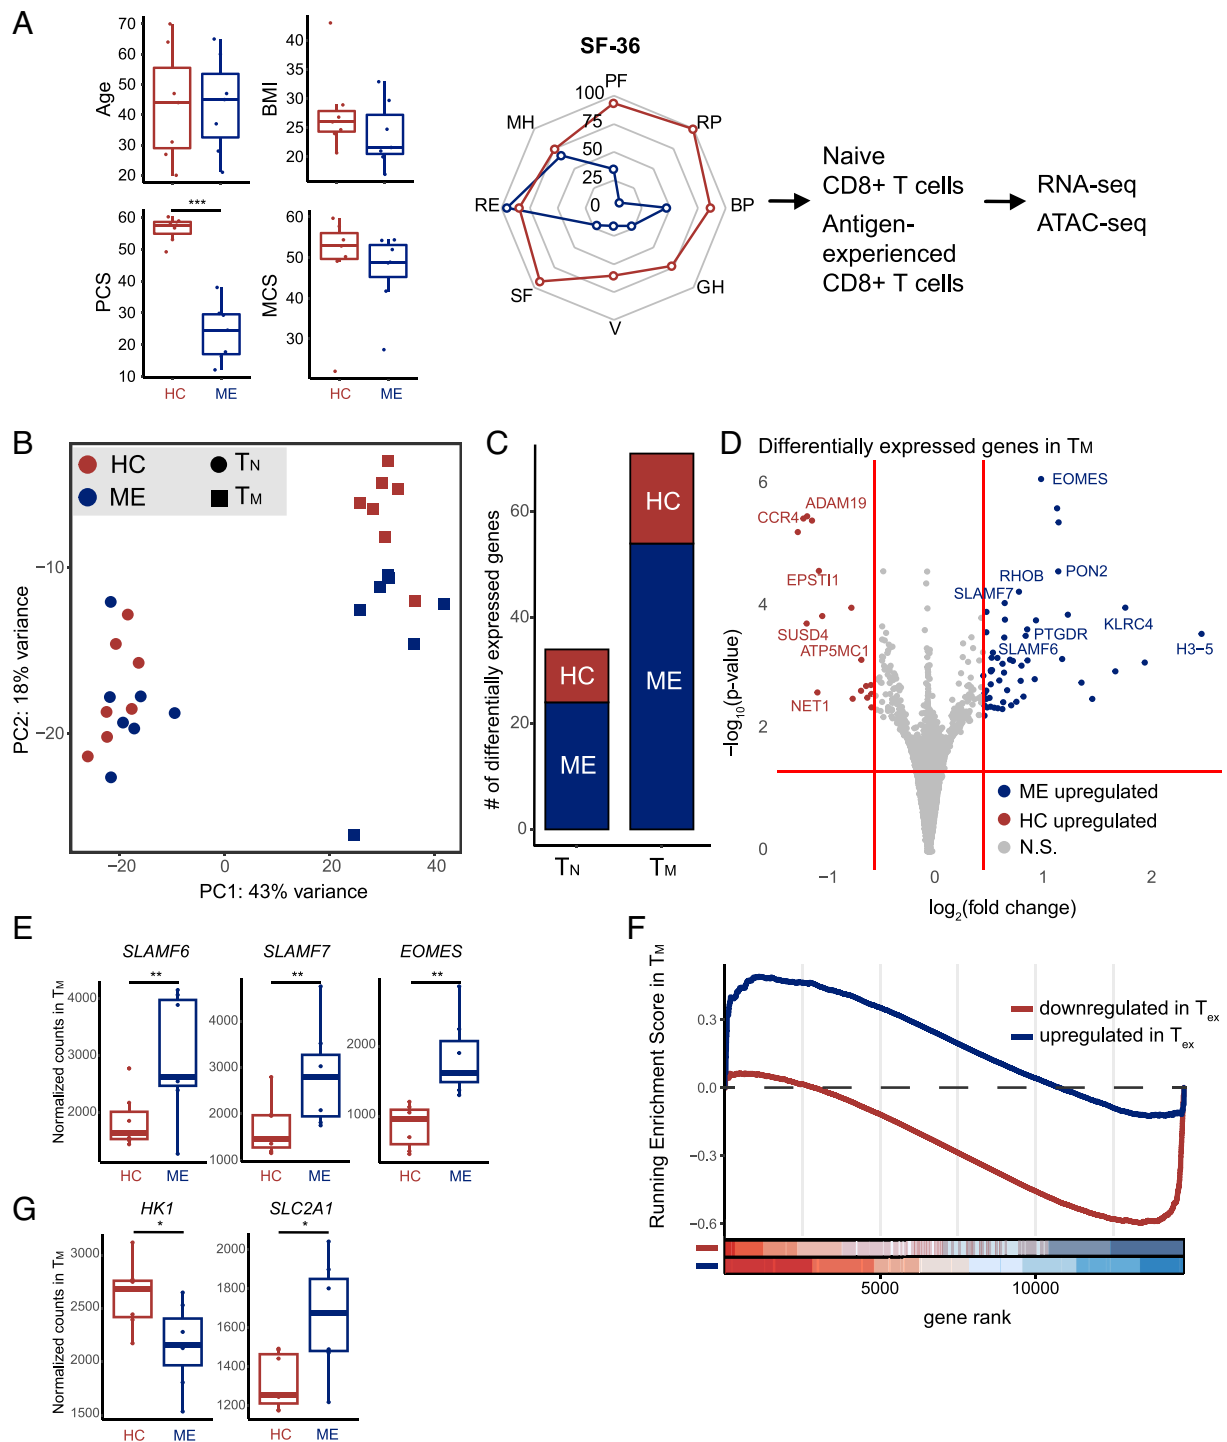 A
Age
70
60
50
40
30
20
BMI
40
35
30
25
20
PCS
60
50
40
30
20
10
***
HC
ME
MCS
60
50
40
30
HC
ME
SF-36
PF
RP
BP
GH
V
SF
RE
MH
100
75
50
25
0
Naive
CD8+ T cells
Antigen-
experienced
CD8+ T cells
RNA-seq
ATAC-seq
B
HC
ME
TN
TM
PC2: 18% variance
−10
−20
−20
0
20
40
PC1: 43% variance
C
# of differentially expressed genes
60
40
20
0
HC
ME
HC
ME
TN
TM
D
Differentially expressed genes in TM
−log10(p-value)
6
4
2
0
CCR4
ADAM19
EPSTI1
SUSD4
ATP5MC1
NET1
EOMES
RHOB
PON2
SLAMF7
PTGDR
KLRC4
SLAMF6
H3−5
ME upregulated
HC upregulated
N.S.
−1
0
1
2
log2(fold change)
E
Normalized counts in TM
SLAMF6
**
4000
3000
2000
HC
ME
SLAMF7
**
4000
3000
2000
1000
HC
ME
EOMES
**
2000
1000
HC
ME
F
Running Enrichment Score in TM
0.3
0.0
−0.3
−0.6
downregulated in Tex
upregulated in Tex
5000
10000
gene rank
G
Normalized counts in TM
HK1
*
3000
2500
2000
1500
HC
ME
SLC2A1
*
2000
1800
1600
1400
1200
HC
ME